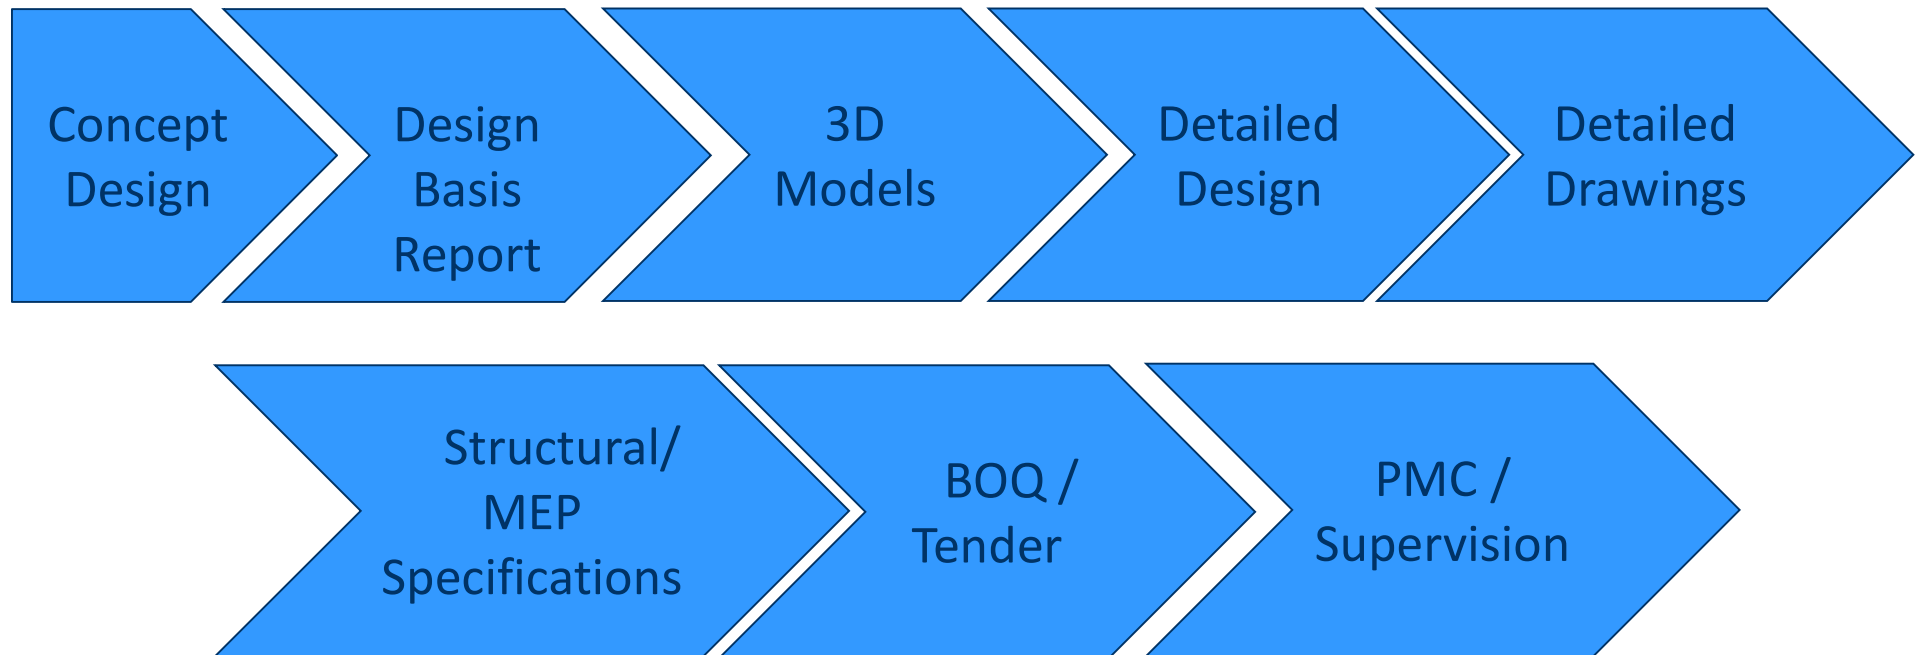 Concept
Design
Design
Basis
Report
3D
Models
Detailed
Design
Detailed
Drawings
Structural/
MEP
Specifications
BOQ /
Tender
PMC /
Supervision